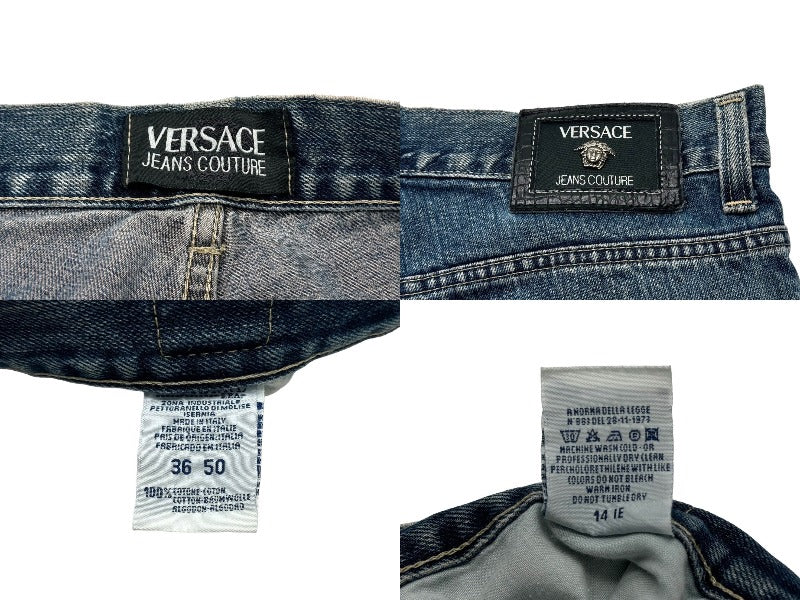 VERSACE
JEANS COUTURE
VERSACE
JEANS COUTURE
ZONA INDUSTRIALE
PETTORANELLO DI MOLISE
ISERNIA
MADE IN ITALY
FABRIQUE EN ITALIE
PAIS DE ORIGEN: ITALIA
FABRICADO EN ITALIA
36 50
100% COTONE-COTON
COTTON-BAUMWOLLE
ALGODON-ALGODAO
A NORMA DELLA LEGGE
N°883 DEL 26-11-1973
MACHINE WASH COLD-OR
PROFESSIONALLY DRY CLEAN
PERCHLORETHILENE WITH LIKE
COLORS DO NOT BLEACH
WARM IRON
DO NOT TUMBLE DRY
14 IE